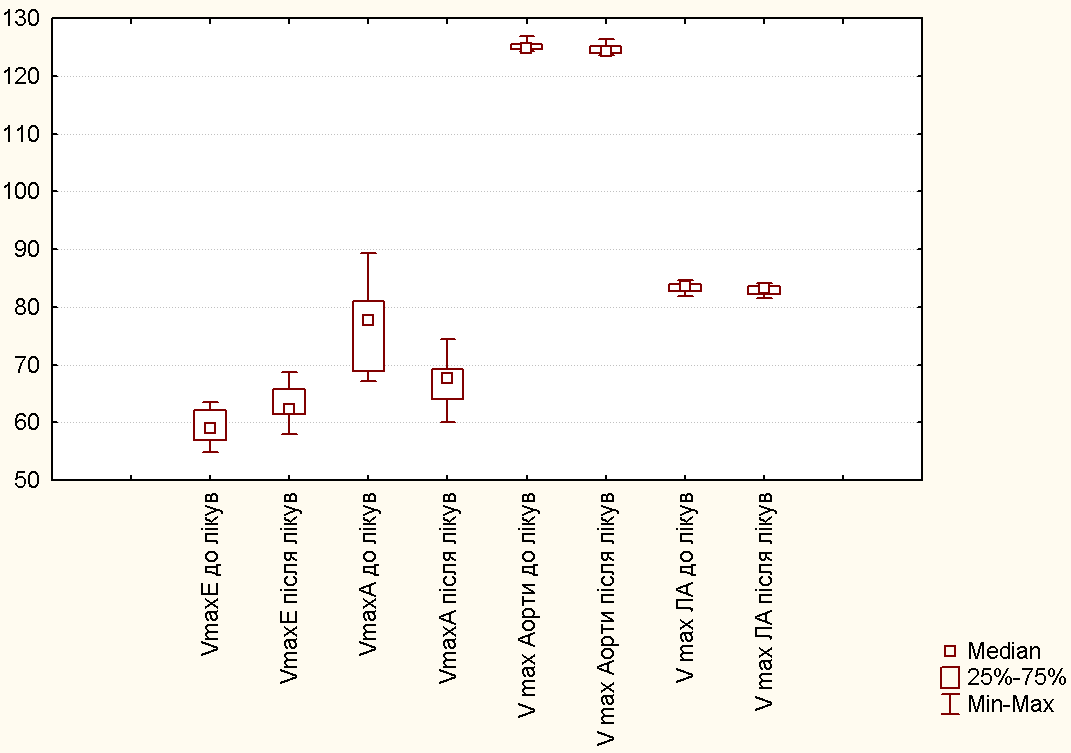 130
120
110
100
90
80
70
60
50
VmaxE до лікув
VmaxE після лікув
VmaxA до лікув
VmaxA після лікув
V max Аорти до лікув
V max Аорти після лікув
V max ЛА до лікув
V max ЛА після лікув
Median
25%-75%
Min-Max